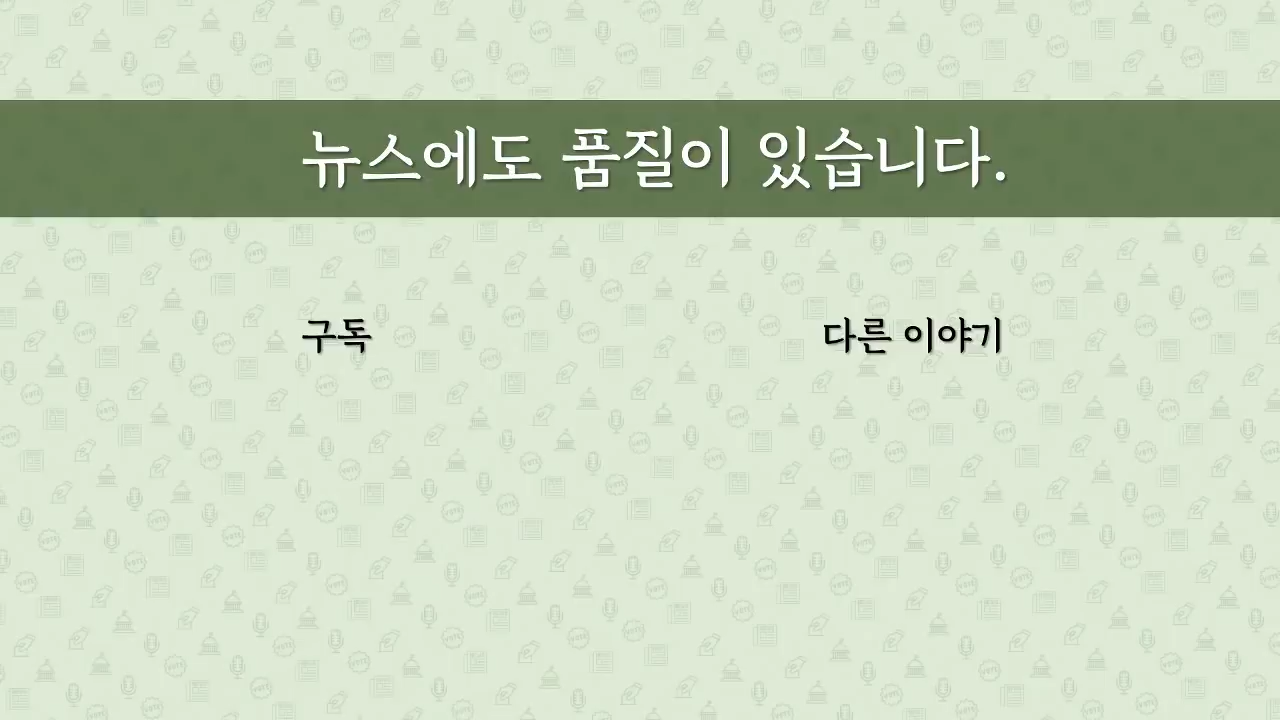 뉴스에도 품질이 있습니다.
구독
다른 이야기